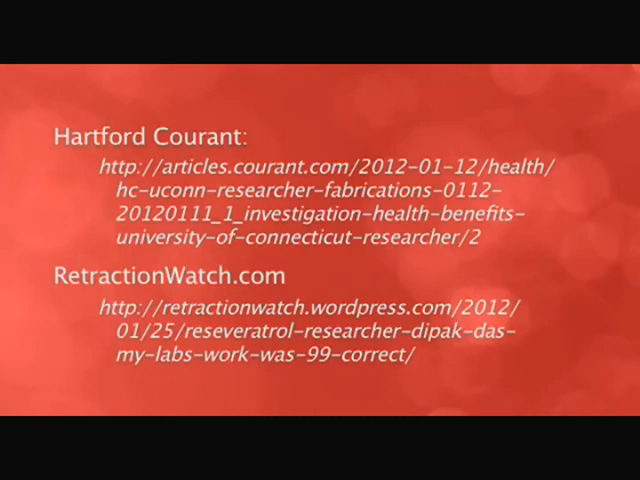 Hartford Courant:
http://articles.courant.com/2012-01-12/health/
hc-uconn-researcher-fabrications-0112-
20120111_1_investigation-health-benefits-
university-of-connecticut-researcher/2
RetractionWatch.com
http://retractionwatch.wordpress.com/2012/
01/25/reseveratrol-researcher-dipak-das-
my-labs-work-was-99-correct/